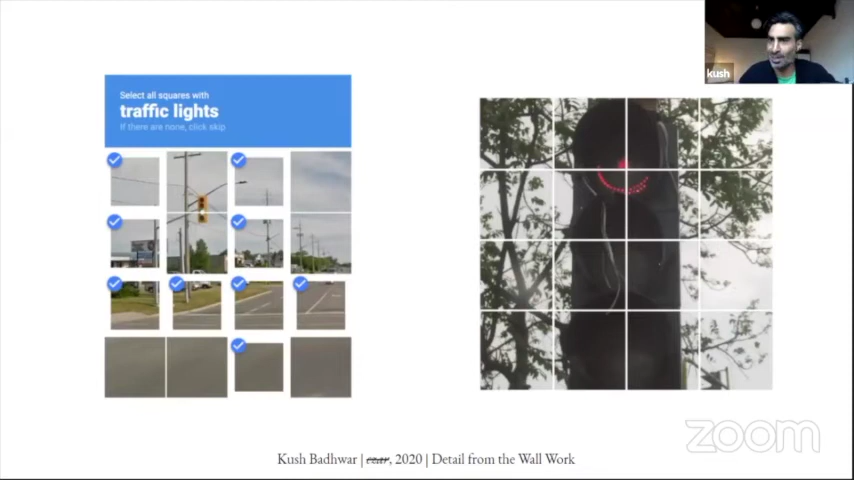 kush
Select all squares with
traffic lights
If there are none, click skip
zoom
Kush Badhwar | czar, 2020 | Detail from the Wall Work